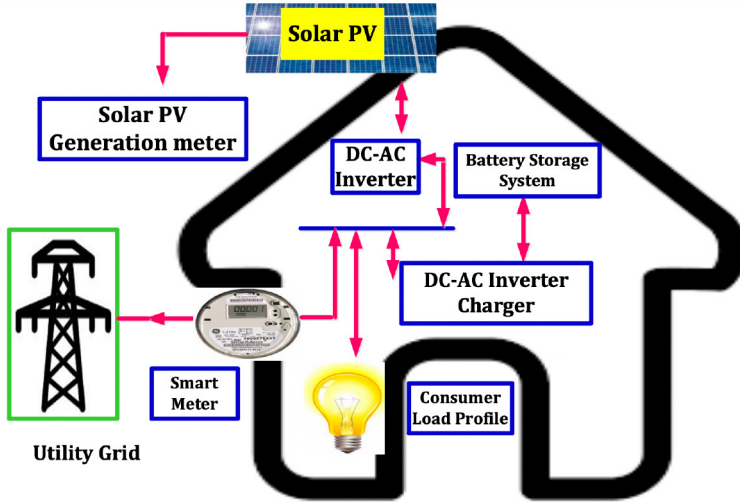 Solar PV
Solar PV
Generation meter
DC-AC
Inverter
Battery Storage
System
DC-AC Inverter
Charger
Smart
Meter
Consumer
Load Profile
Utility Grid